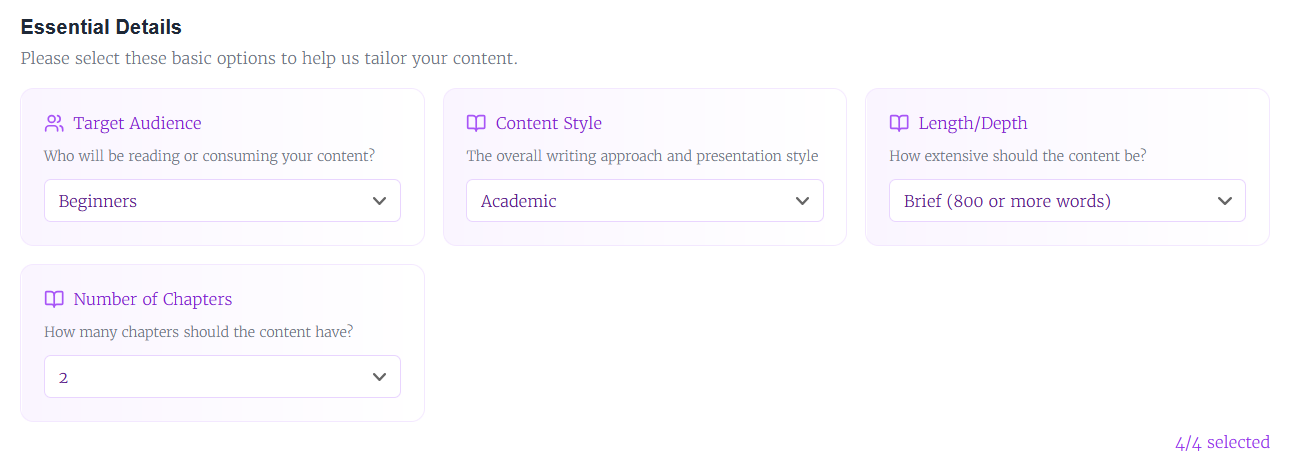 Essential Details
Please select these basic options to help us tailor your content.
Target Audience
Who will be reading or consuming your content?
Beginners
Content Style
The overall writing approach and presentation style
Academic
Length/Depth
How extensive should the content be?
Brief (800 or more words)
Number of Chapters
How many chapters should the content have?
2
4/4 selected